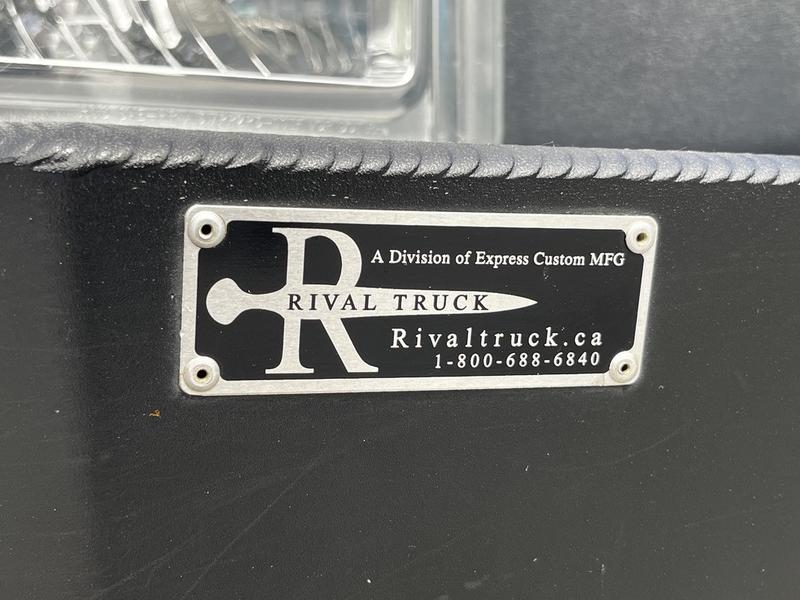 R
A Division of Express Custom MFG
RIVAL TRUCK
Rivaltruck.ca
1-800-688-6840